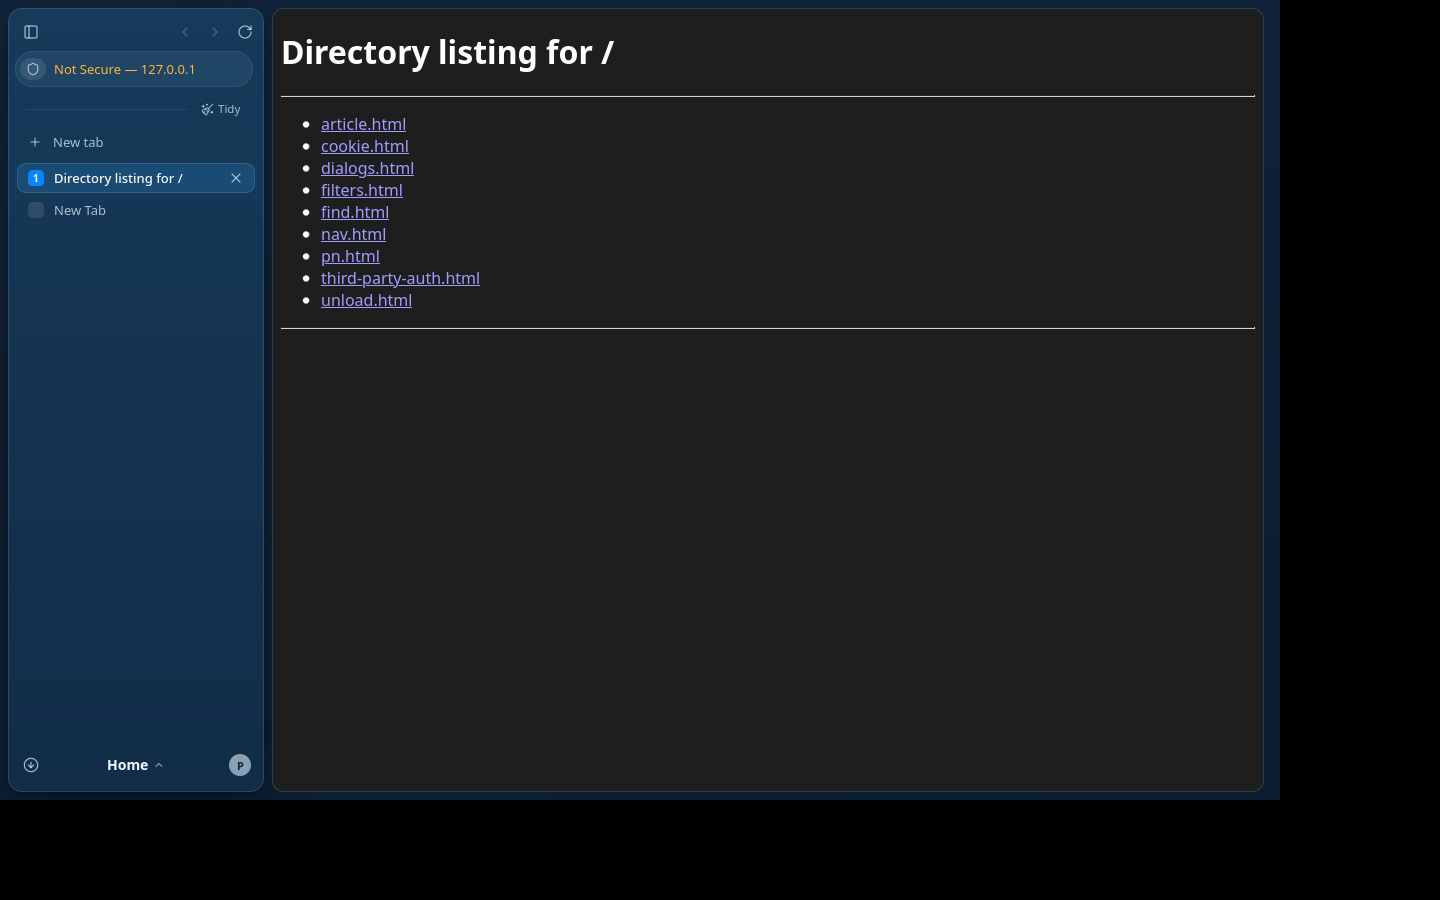 Not Secure — 127.0.0.1
Tidy
New tab
1 Directory listing for /
New Tab
Home
P
Directory listing for /
article.html
cookie.html
dialogs.html
filters.html
find.html
nav.html
pn.html
third-party-auth.html
unload.html